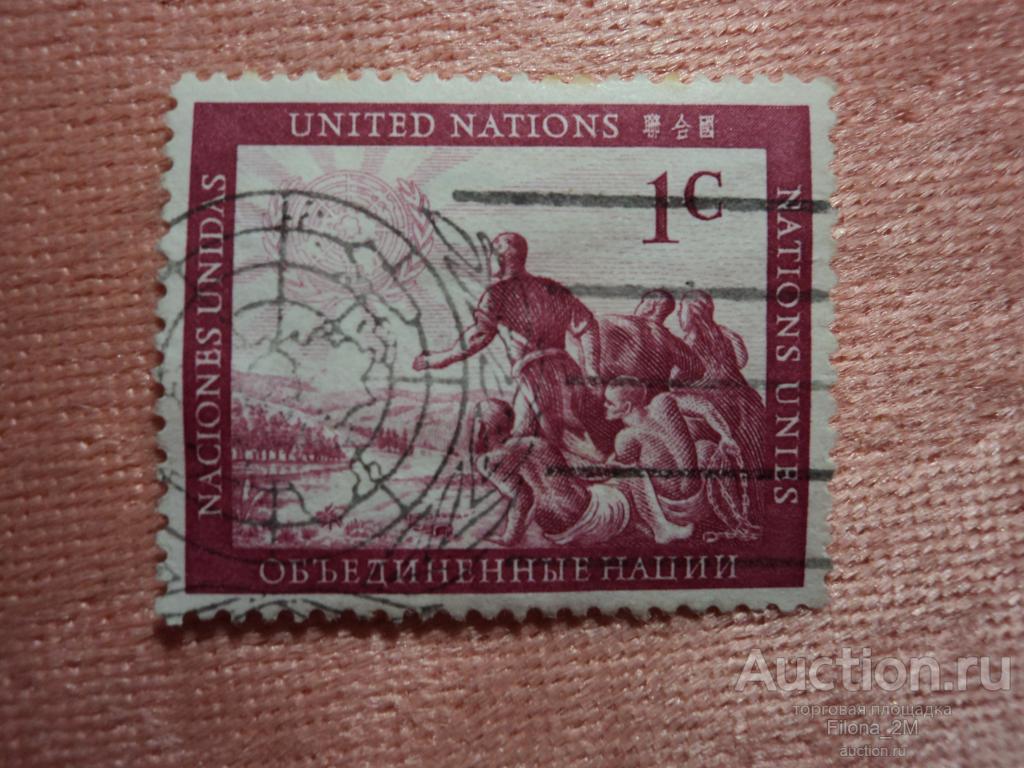 UNITED NATIONS 聯合國
1c
NACIONES UNIDAS
NATIONS UNIES
ОБЪЕДИНЕННЫЕ НАЦИИ
Auction.ru
торговая площадка
Filona_2M
auction.ru